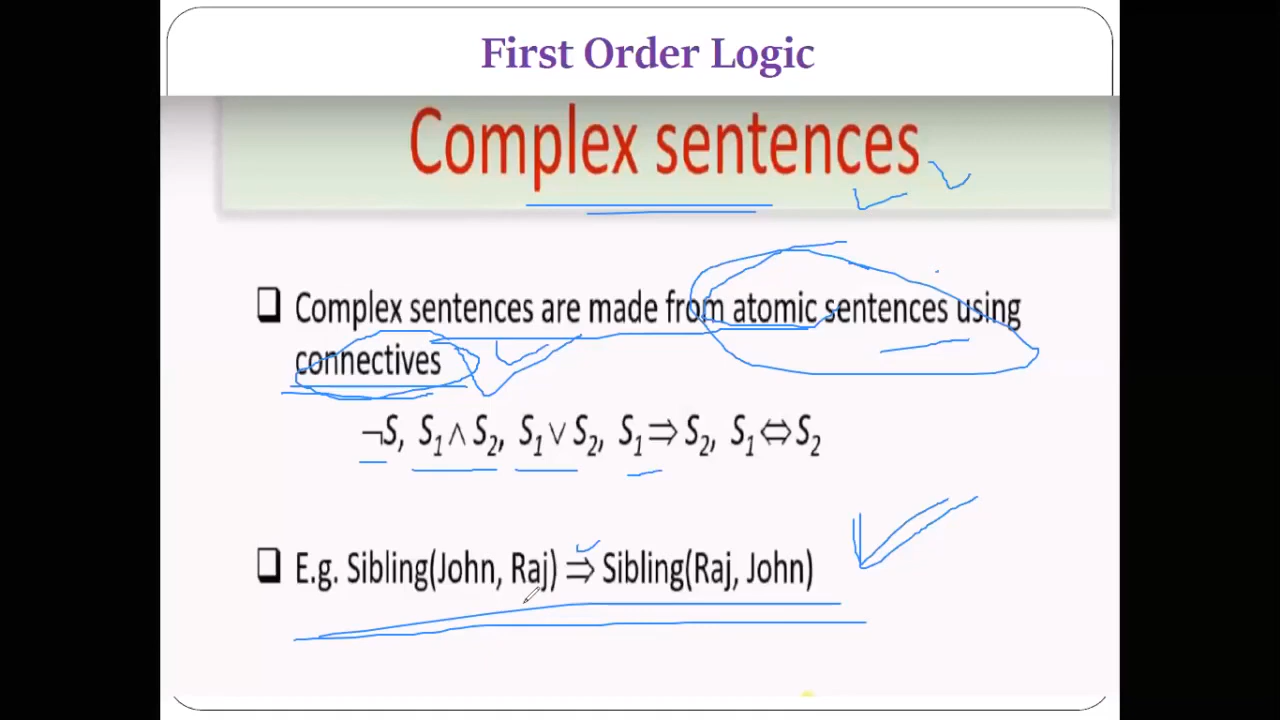 First Order Logic
Complex sentences
❑ Complex sentences are made from atomic sentences using
connectives
¬S, S₁ ∧ S₂, S₁ ∨ S₂, S₁ ⇒ S₂, S₁ ⇔ S₂
❑ E.g. Sibling(John, Raj) ⇒ Sibling(Raj, John)